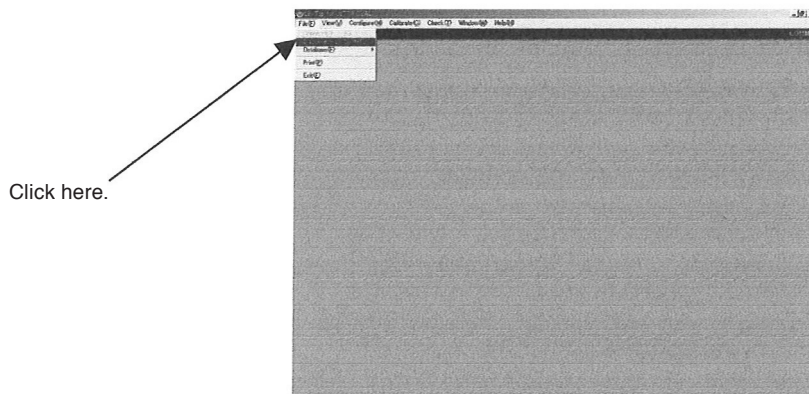 File(F) View(V) Configure(W) Calibrate(C) Check(T) Window(W) Help(H)
Database(F)
Print(P)
Exit(E)
Click here.